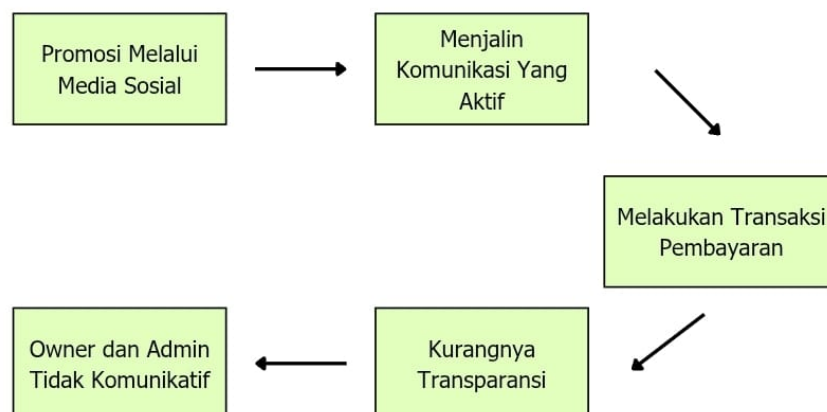 Promosi Melalui
Media Sosial
Menjalin
Komunikasi Yang
Aktif
Melakukan Transaksi
Pembayaran
Kurangnya
Transparansi
Owner dan Admin
Tidak Komunikatif